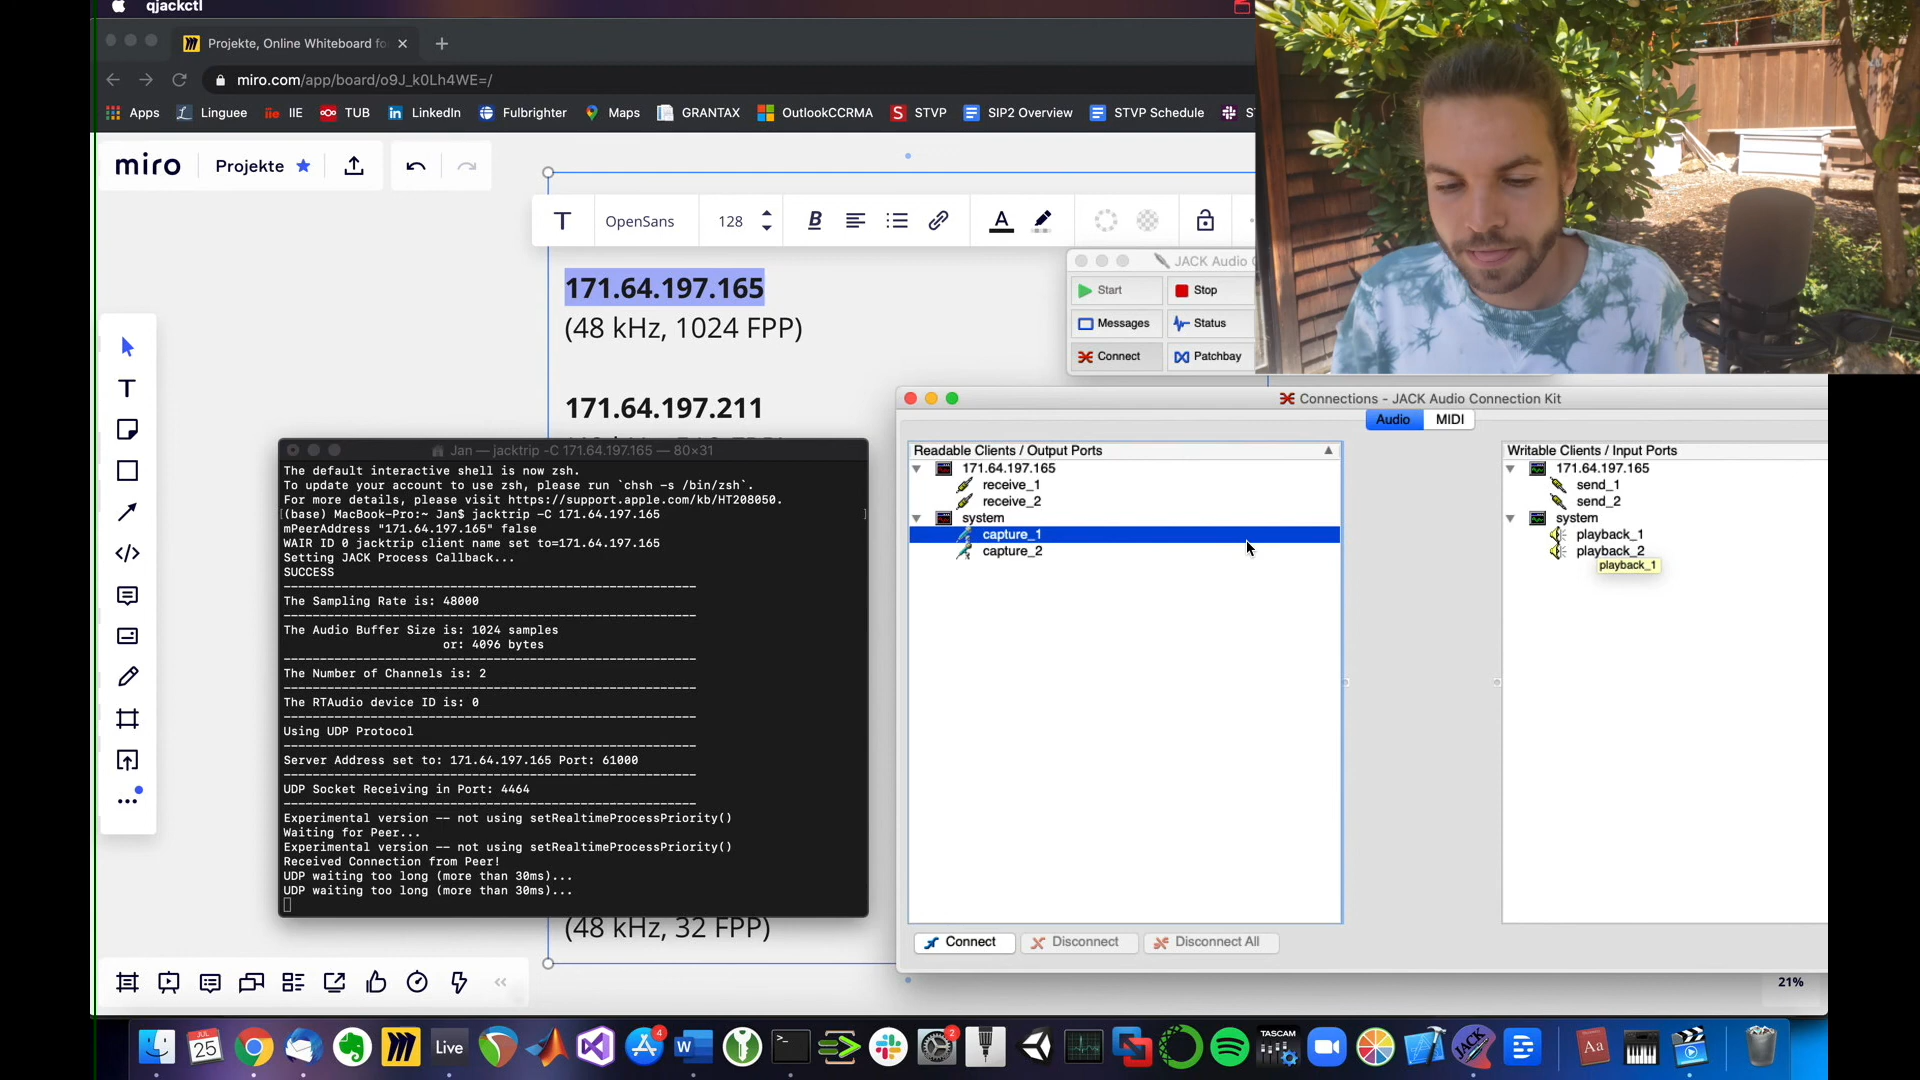 qjackctl
Projekte, Online Whiteboard fo
miro.com/app/board/o9J_k0Lh4WE=/
Apps
Linguee
IIE
TUB
LinkedIn
Fulbrighter
Maps
GRANTAX
OutlookCCRMA
STVP
SIP2 Overview
STVP Schedule
miro
Projekte
OpenSans
128
171.64.197.165
(48 kHz, 1024 FPP)
171.64.197.211
(48 kHz, 32 FPP)
JACK Audio C
Start
Stop
Messages
Status
Connect
Patchbay
Jan — jacktrip -C 171.64.197.165 — 80×31
The default interactive shell is now zsh.
To update your account to use zsh, please run `chsh -s /bin/zsh`.
For more details, please visit https://support.apple.com/kb/HT208050.
[(base) MacBook-Pro:~ Jan$ jacktrip -C 171.64.197.165 ]
mPeerAddress "171.64.197.165" false
WAIR ID 0 jacktrip client name set to=171.64.197.165
Setting JACK Process Callback...
SUCCESS
---------------------------------------------------------
The Sampling Rate is: 48000
---------------------------------------------------------
The Audio Buffer Size is: 1024 samples
or: 4096 bytes
---------------------------------------------------------
The Number of Channels is: 2
---------------------------------------------------------
The RTAudio device ID is: 0
---------------------------------------------------------
Using UDP Protocol
---------------------------------------------------------
Server Address set to: 171.64.197.165 Port: 61000
---------------------------------------------------------
UDP Socket Receiving in Port: 4464
---------------------------------------------------------
Experimental version -- not using setRealtimeProcessPriority()
Waiting for Peer...
Experimental version -- not using setRealtimeProcessPriority()
Received Connection from Peer!
UDP waiting too long (more than 30ms)...
UDP waiting too long (more than 30ms)...
Connections - JACK Audio Connection Kit
Audio
MIDI
Readable Clients / Output Ports
171.64.197.165
receive_1
receive_2
system
capture_1
capture_2
Writable Clients / Input Ports
171.64.197.165
send_1
send_2
system
playback_1
playback_2
playback_1
Connect
Disconnect
Disconnect All
21%
JUL
25
Live
4
W
2
TASCAM
JACK
Aa